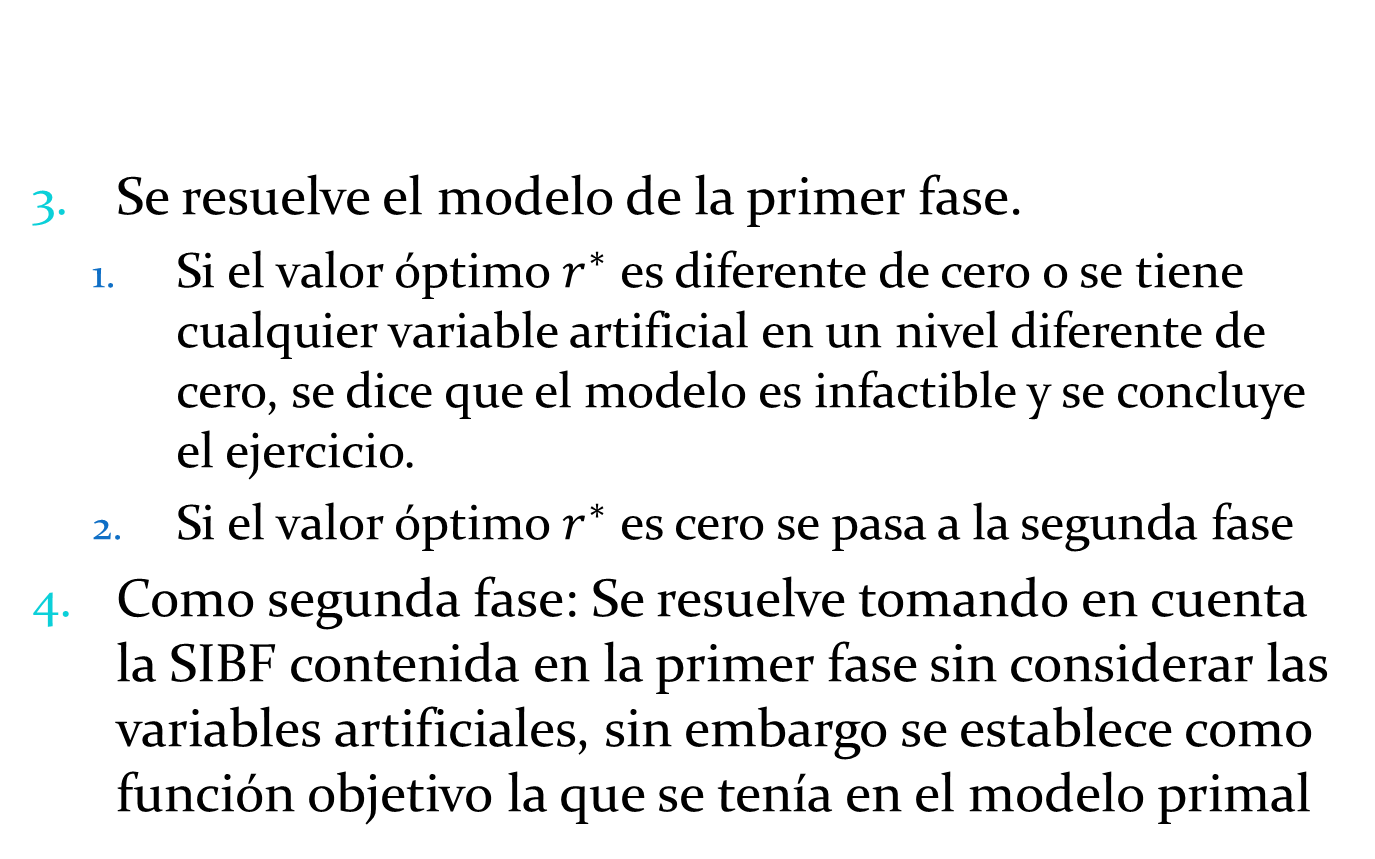 3. Se resuelve el modelo de la primer fase.
1. Si el valor óptimo r* es diferente de cero o se tiene
cualquier variable artificial en un nivel diferente de
cero, se dice que el modelo es infactible y se concluye
el ejercicio.
2. Si el valor óptimo r* es cero se pasa a la segunda fase
4. Como segunda fase: Se resuelve tomando en cuenta
la SIBF contenida en la primer fase sin considerar las
variables artificiales, sin embargo se establece como
función objetivo la que se tenía en el modelo primal